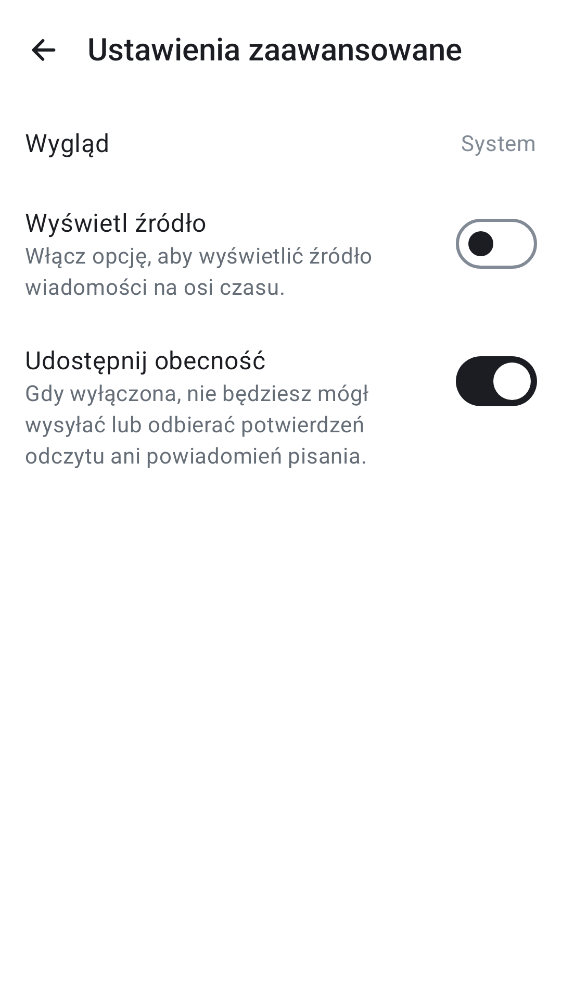 Ustawienia zaawansowane
Wygląd
System
Wyświetl źródło
Włącz opcję, aby wyświetlić źródło
wiadomości na osi czasu.
Udostępnij obecność
Gdy wyłączona, nie będziesz mógł
wysyłać lub odbierać potwierdzeń
odczytu ani powiadomień pisania.